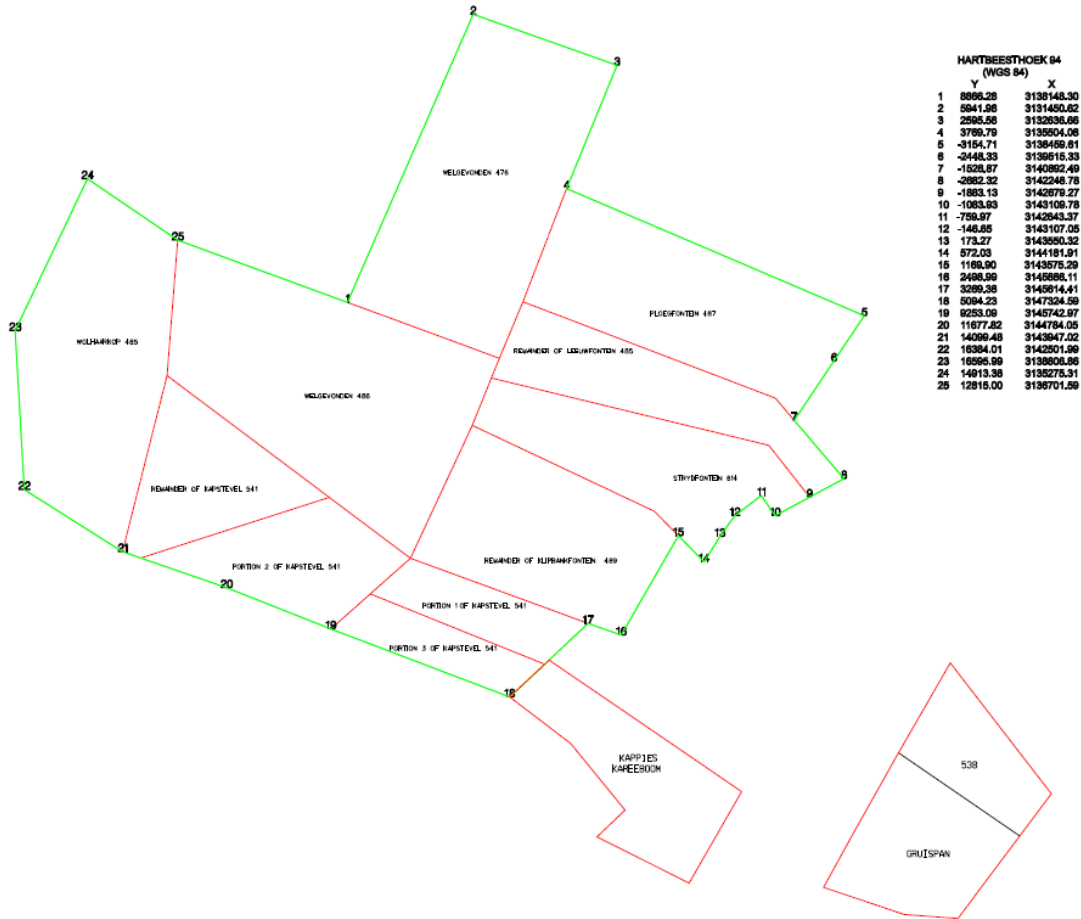 HARTBEESTHOEK 94
(WGS 84)
Y X
1 8866.28 3138148.30
2 5941.96 3131450.62
3 2595.56 3132636.66
4 3769.79 3135504.08
5 -3154.71 3138459.61
6 -2448.33 3139515.33
7 -1526.87 3140892.49
8 -2682.32 3142248.78
9 -1883.13 3142679.27
10 -1083.93 3143109.78
11 -759.97 3142643.37
12 -146.65 3143107.05
13 173.27 3143550.32
14 572.03 3144181.91
15 1169.90 3143575.29
16 2498.99 3145886.11
17 3269.38 3145614.41
18 5094.23 3147324.59
19 9253.09 3145742.97
20 11677.82 3144784.05
21 14099.48 3143947.02
22 16384.01 3142501.99
23 16595.99 3138806.86
24 14913.38 3135275.31
25 12815.00 3136701.59
2
3
WELGEVONDEN 476
24
4
25
1
5
PLOEGFONTEIN 487
23
WOLHAARKOP 485
REMAINDER OF LEEUWFONTEIN 485
6
WELGEVONDEN 486
7
STRYDFONTEIN 614
8
22
REMAINDER OF KAPSTEVEL 541
11
9
12
10
15
13
21
REMAINDER OF KLIPBANKFONTEIN 489
14
PORTION 2 OF KAPSTEVEL 541
20
PORTION 1 OF KAPSTEVEL 541
19
17
16
PORTION 3 OF KAPSTEVEL 541
18
KAPPIES
KAREEBOOM
538
GRUISPAN